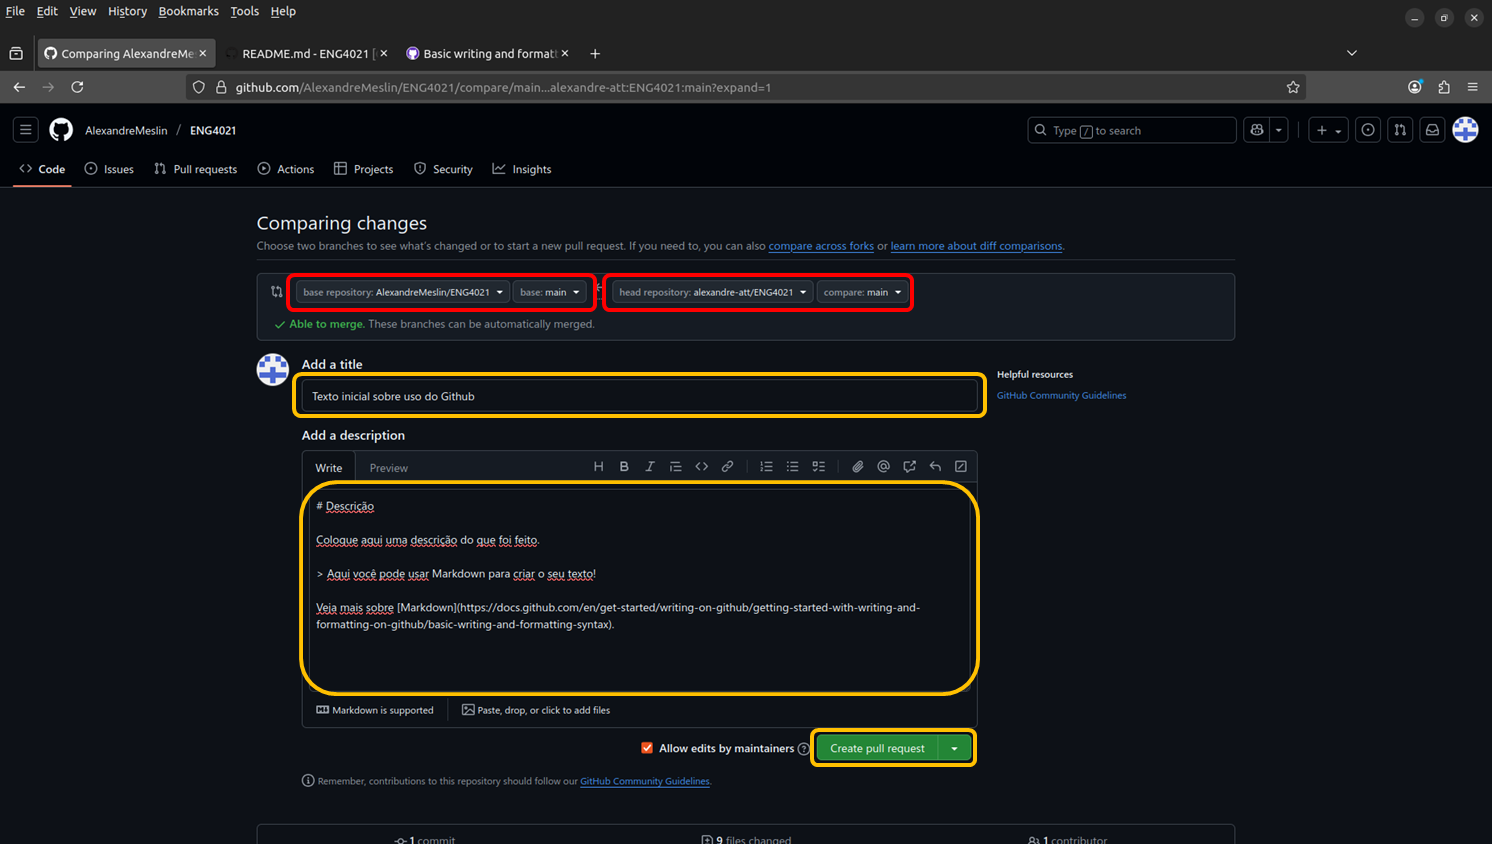 File Edit View History Bookmarks Tools Help
Comparing AlexandreMe
README.md - ENG4021 [
Basic writing and formatt
github.com/AlexandreMeslin/ENG4021/compare/main...alexandre-att:ENG4021:main?expand=1
AlexandreMeslin / ENG4021
Type / to search
Code Issues Pull requests Actions Projects Security Insights
Comparing changes
Choose two branches to see what's changed or to start a new pull request. If you need to, you can also compare across forks or learn more about diff comparisons.
base repository: AlexandreMeslin/ENG4021 base: main head repository: alexandre-att/ENG4021 compare: main
Able to merge. These branches can be automatically merged.
Add a title
Texto inicial sobre uso do Github
Helpful resources
GitHub Community Guidelines
Add a description
Write Preview
# Descrição
Coloque aqui uma descrição do que foi feito.
> Aqui você pode usar Markdown para criar o seu texto!
Veja mais sobre [Markdown](https://docs.github.com/en/get-started/writing-on-github/getting-started-with-writing-and-
formatting-on-github/basic-writing-and-formatting-syntax).
Markdown is supported
Paste, drop, or click to add files
Allow edits by maintainers
Create pull request
Remember, contributions to this repository should follow our GitHub Community Guidelines.
1 commit 9 files changed 1 contributor